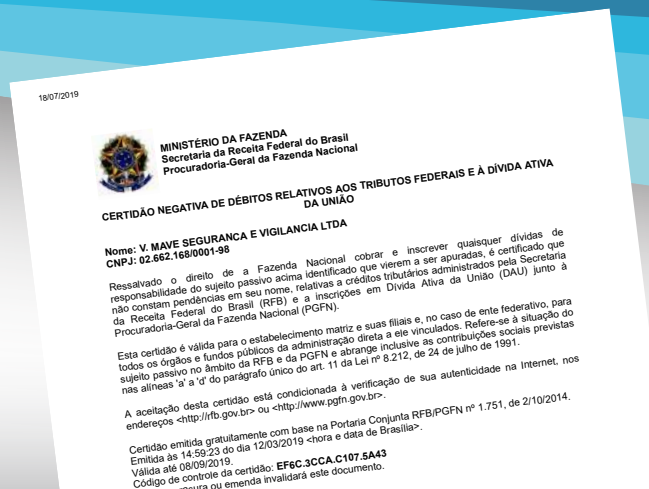 18/07/2019
MINISTÉRIO DA FAZENDA
Secretaria da Receita Federal do Brasil
Procuradoria-Geral da Fazenda Nacional
CERTIDÃO NEGATIVA DE DÉBITOS RELATIVOS AOS TRIBUTOS FEDERAIS E À DÍVIDA ATIVA
DA UNIÃO
Nome: V. MAVE SEGURANCA E VIGILANCIA LTDA
CNPJ: 02.662.168/0001-98
Ressalvado o direito de a Fazenda Nacional cobrar e inscrever quaisquer dívidas de
responsabilidade do sujeito passivo acima identificado que vierem a ser apuradas, é certificado que
não constam pendências em seu nome, relativas a créditos tributários administrados pela Secretaria
da Receita Federal do Brasil (RFB) e a inscrições em Dívida Ativa da União (DAU) junto à
Procuradoria-Geral da Fazenda Nacional (PGFN).
Esta certidão é válida para o estabelecimento matriz e suas filiais e, no caso de ente federativo, para
todos os órgãos e fundos públicos da administração direta a ele vinculados. Refere-se à situação do
sujeito passivo no âmbito da RFB e da PGFN e abrange inclusive as contribuições sociais previstas
nas alíneas 'a' a 'd' do parágrafo único do art. 11 da Lei nº 8.212, de 24 de julho de 1991.
A aceitação desta certidão está condicionada à verificação de sua autenticidade na Internet, nos
endereços <http://rfb.gov.br> ou <http://www.pgfn.gov.br>.
Certidão emitida gratuitamente com base na Portaria Conjunta RFB/PGFN nº 1.751, de 2/10/2014.
Emitida às 14:59:23 do dia 12/03/2019 <hora e data de Brasília>.
Válida até 08/09/2019.
Código de controle da certidão: EF6C.3CCA.C107.5A43
ou emenda invalidará este documento.